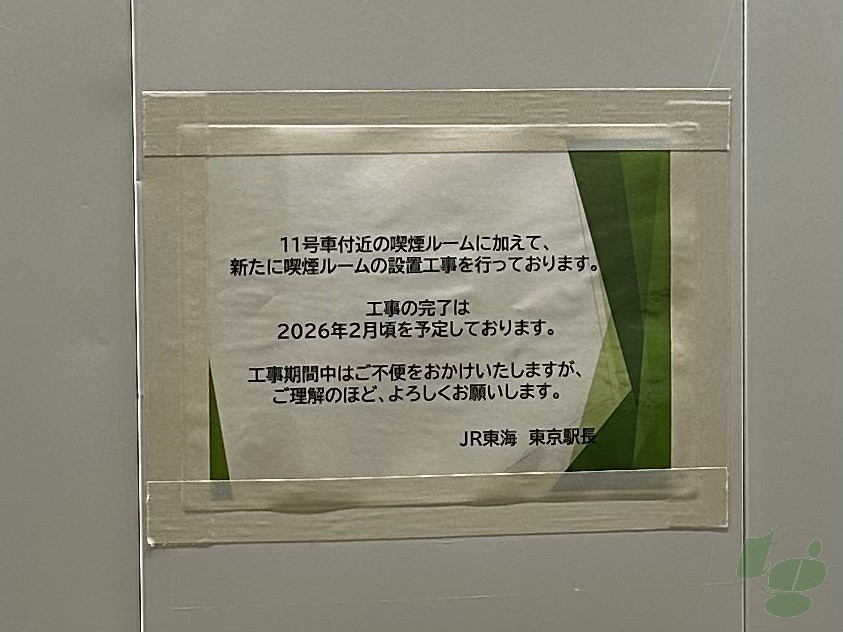 11号車付近の喫煙ルームに加えて、
新たに喫煙ルームの設置工事を行っております。
工事の完了は
2026年2月頃を予定しております。
工事期間中はご不便をおかけいたしますが、
ご理解のほど、よろしくお願いします。
JR東海 東京駅長